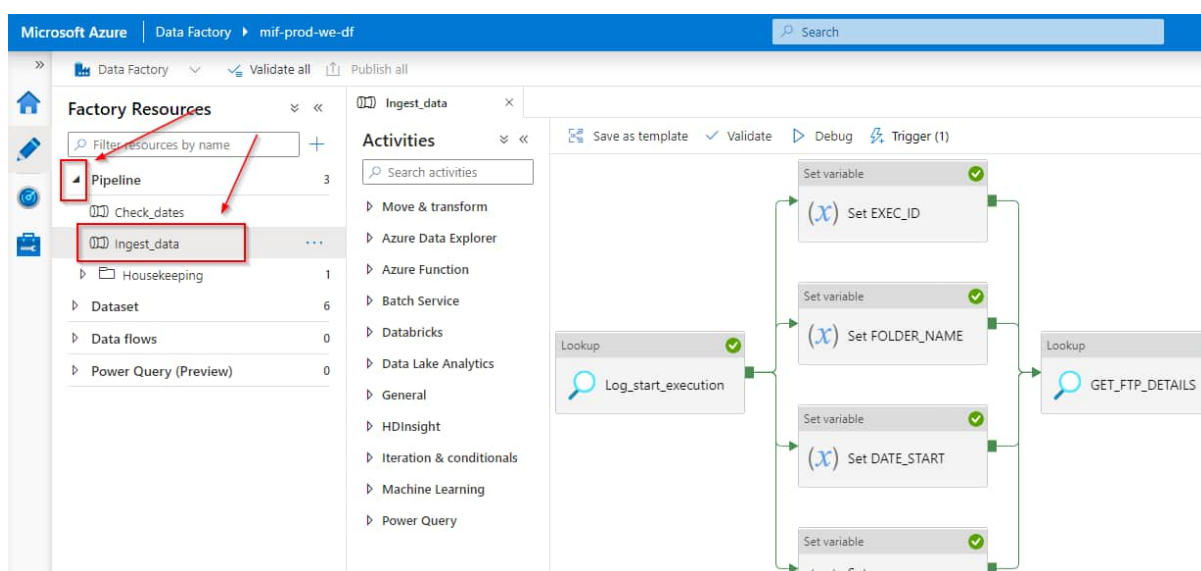 Microsoft Azure Data Factory mif-prod-we-df Search
Data Factory Validate all Publish all
Factory Resources
Filter resources by name
Pipeline 3
Check_dates
Ingest_data ...
Housekeeping 1
Dataset 6
Data flows 0
Power Query (Preview) 0
Ingest_data
Activities
Search activities
Move & transform
Azure Data Explorer
Azure Function
Batch Service
Databricks
Data Lake Analytics
General
HDInsight
Iteration & conditionals
Machine Learning
Power Query
Save as template Validate Debug Trigger (1)
Lookup
Log_start_execution
Set variable
(x) Set EXEC_ID
Set variable
(x) Set FOLDER_NAME
Set variable
(x) Set DATE_START
Set variable
Lookup
GET_FTP_DETAILS